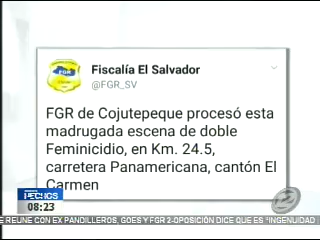 Fiscalía El Salvador
@FGR_SV
FGR de Cojutepeque procesó esta
madrugada escena de doble
Feminicidio, en Km. 24.5,
carretera Panamericana, cantón El
Carmen
FGR
HECHOS
08:23
SE REUNE CON EX PANDILLEROS, GOES Y FGR 2-OPOSICIÓN DICE QUE ES "INGENUIDAD